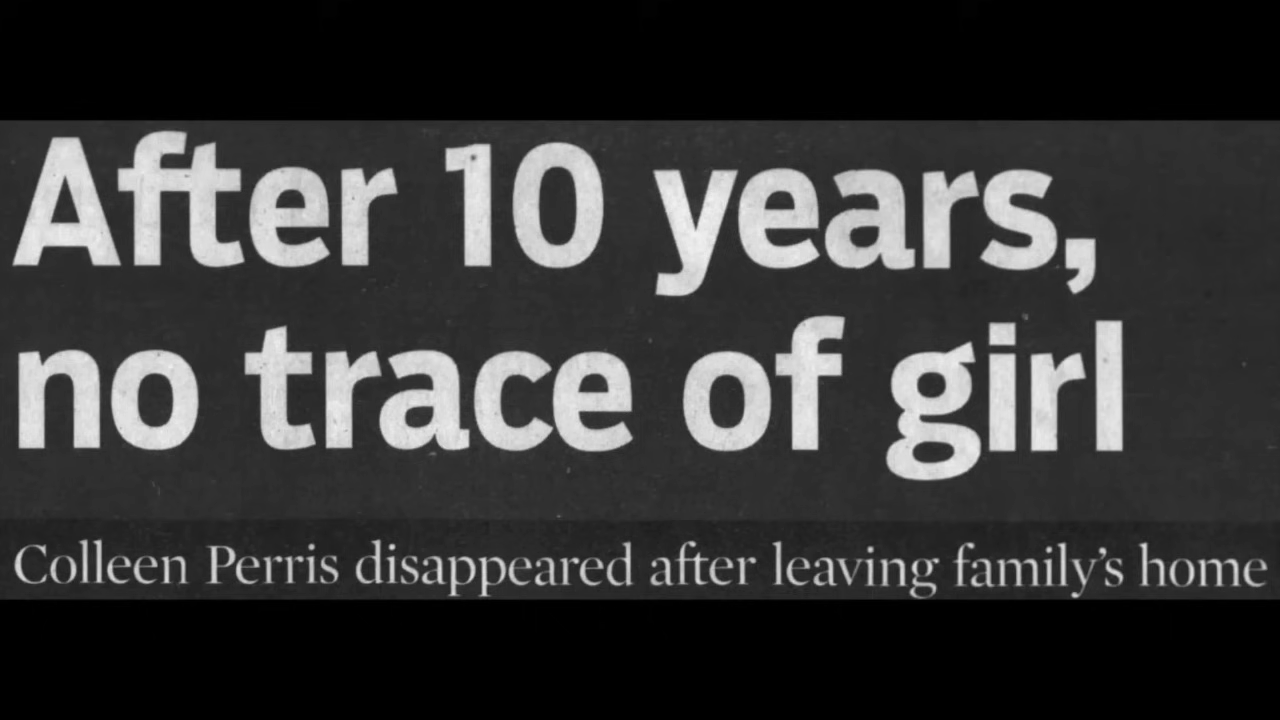 After 10 years,
no trace of girl
Colleen Perris disappeared after leaving family's home